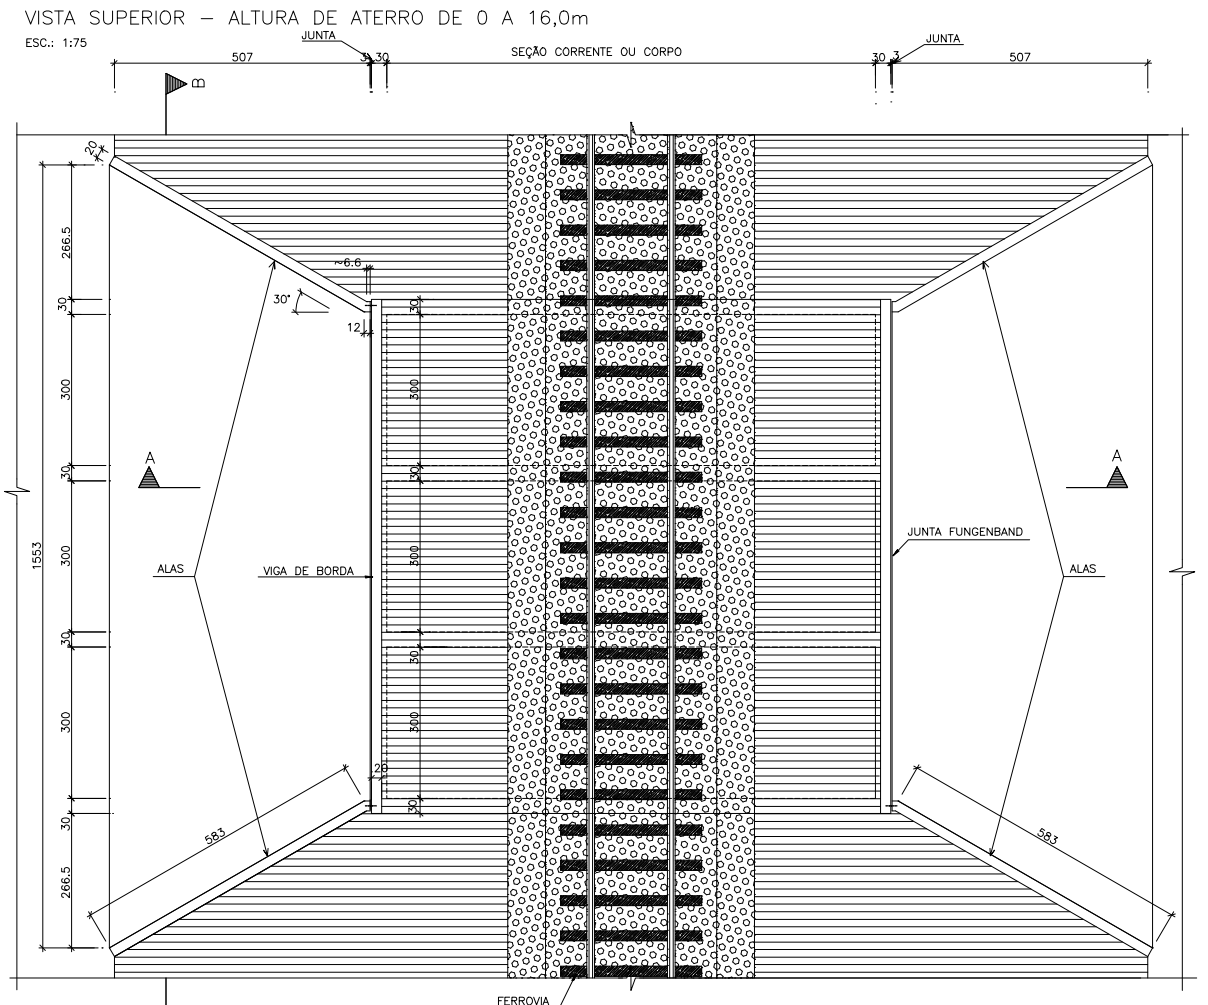 VISTA SUPERIOR – ALTURA DE ATERRO DE 0 A 16,0m
ESC.: 1:75
JUNTA
SEÇÃO CORRENTE OU CORPO
JUNTA
507
3
30
30
3
507
B
20
266.5
~6.6
30
30°
30
12
300
300
A
A
30
30
JUNTA FUNGENBAND
1553
300
300
ALAS
VIGA DE BORDA
ALAS
30
30
300
300
20
30
30
583
583
266.5
FERROVIA